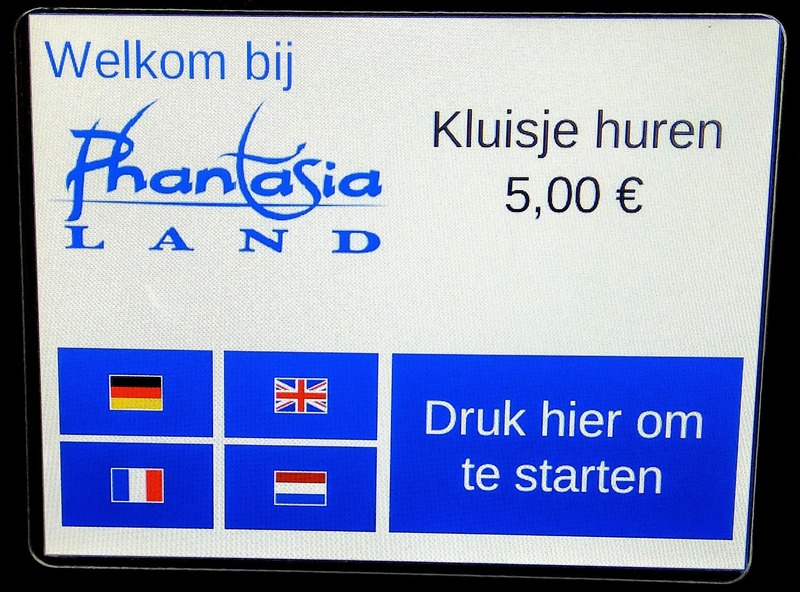 Welkom bij
Phantasia
LAND
Kluisje huren
5,00 €
Druk hier om
te starten